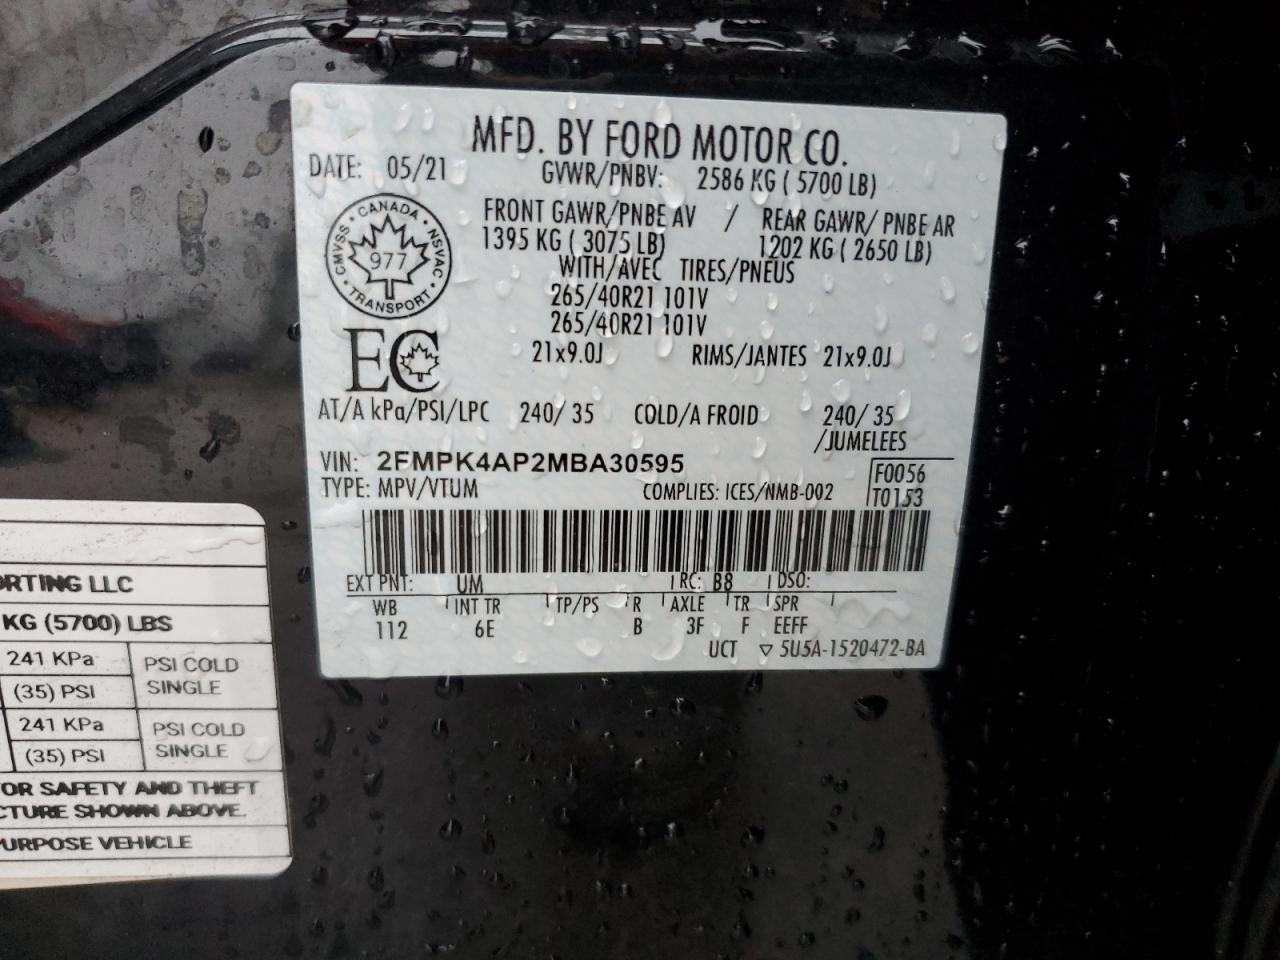 MFD. BY FORD MOTOR CO.
DATE: 05/21 GVWR/PNBV: 2586 KG ( 5700 LB)
FRONT GAWR/PNBE AV / REAR GAWR/ PNBE AR
1395 KG ( 3075 LB) 1202 KG ( 2650 LB)
WITH/AVEC TIRES/PNEUS
265/40R21 101V
265/40R21 101V
21x9.0J RIMS/JANTES 21x9.0J
CANADA
CMVSS NSVAC
977
TRANSPORT
EC
AT/A kPa/PSI/LPC 240/ 35 COLD/A FROID 240/ 35
/JUMELEES
VIN: 2FMPK4AP2MBA30595
TYPE: MPV/VTUM COMPLIES: ICES/NMB-002
F0056
T0153
EXT PNT: UM RC: B8 DSO:
WB INT TR TP/PS R AXLE TR SPR
112 6E B 3F F EEFF
UCT ▽ 5U5A-1520472-BA
ORTING LLC
KG (5700) LBS
241 KPa PSI COLD
(35) PSI SINGLE
241 KPa PSI COLD
(35) PSI SINGLE
OR SAFETY AND THEFT
CTURE SHOWN ABOVE.
URPOSE VEHICLE